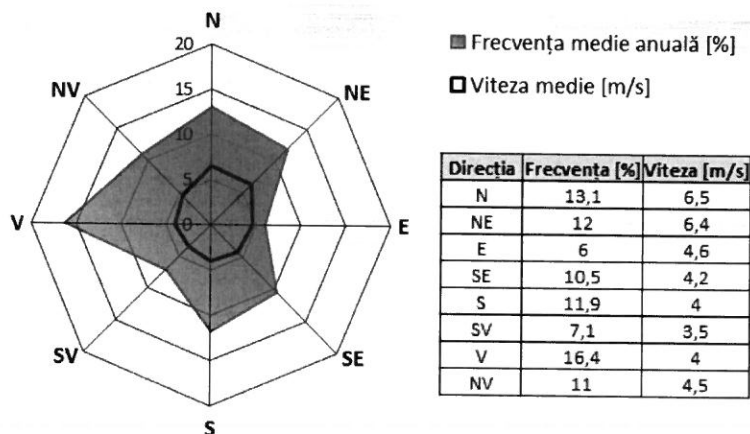 N
20
15
10
5
0
NV
NE
V
E
SV
SE
S
Frecvența medie anuală [%]
Viteza medie [m/s]
Direcția Frecvența [%] Viteza [m/s]
N 13,1 6,5
NE 12 6,4
E 6 4,6
SE 10,5 4,2
S 11,9 4
SV 7,1 3,5
V 16,4 4
NV 11 4,5